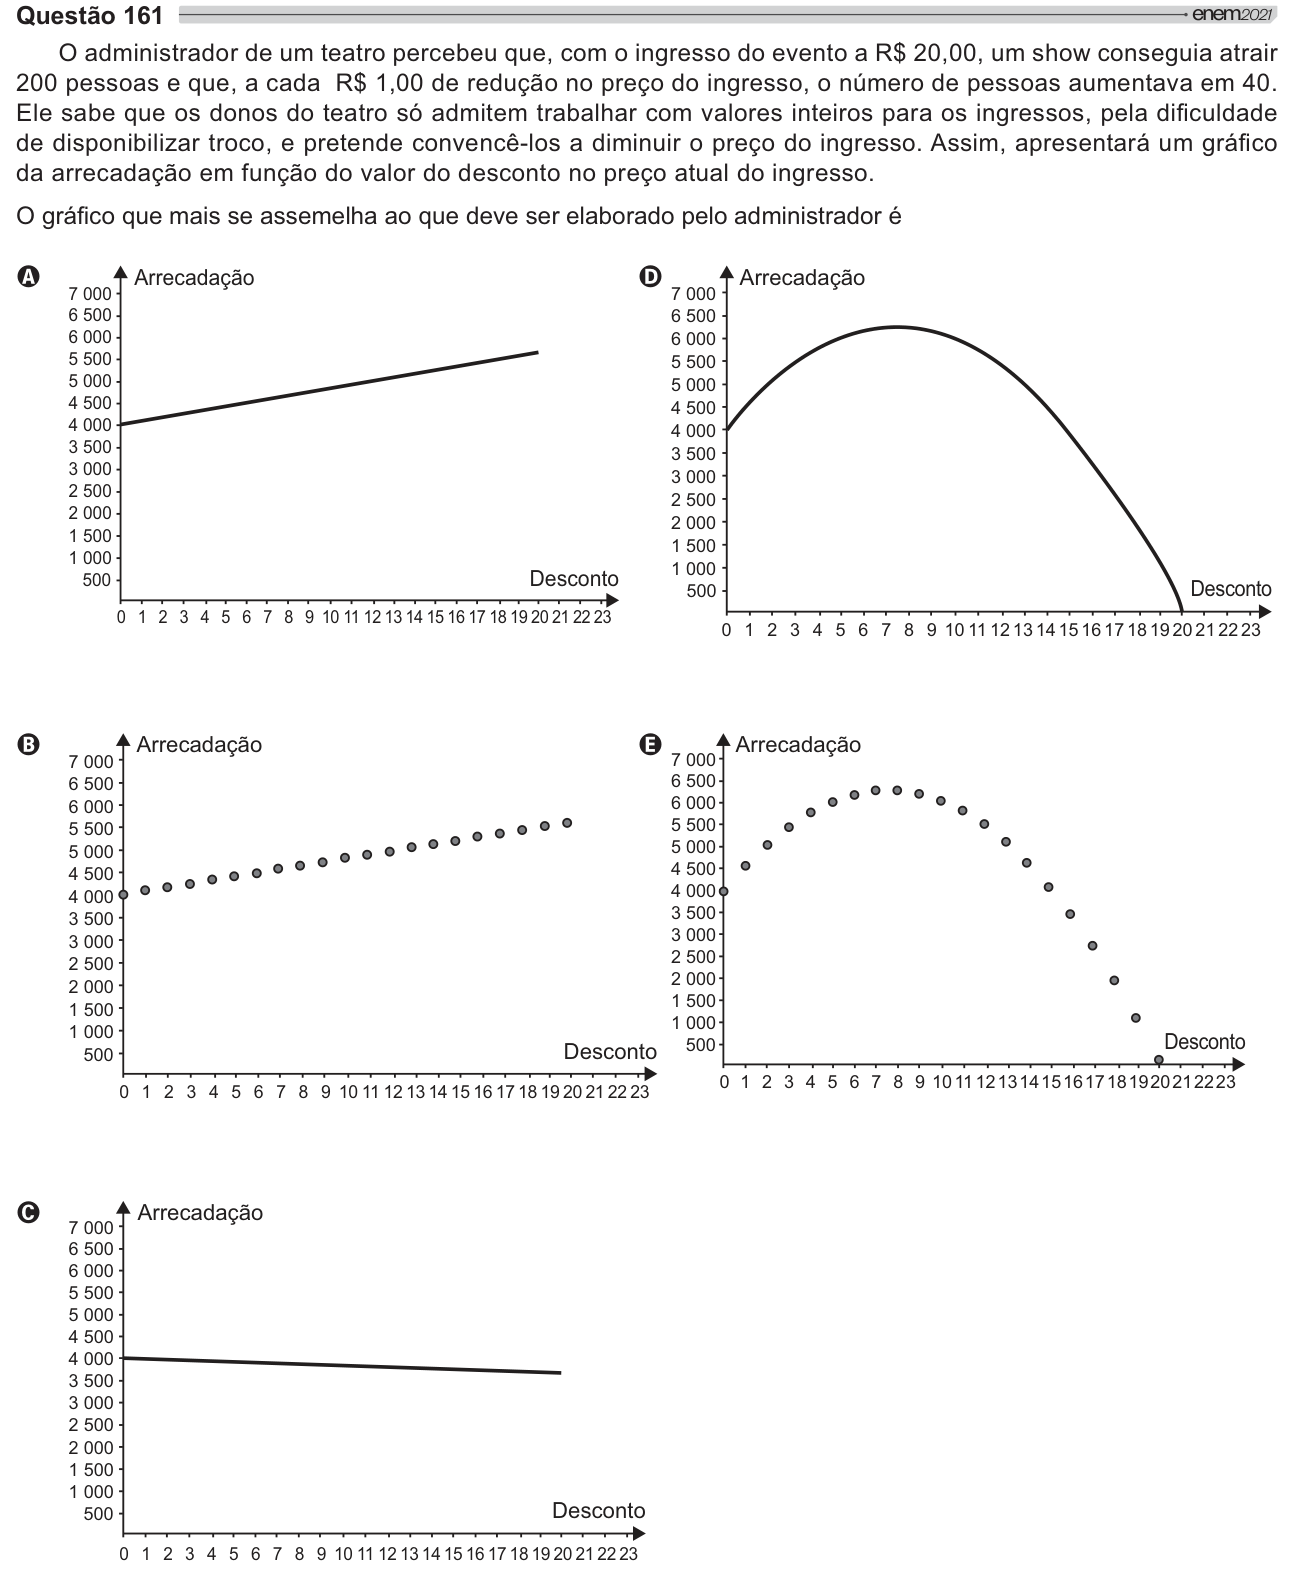 Questão 161
enem2021
O administrador de um teatro percebeu que, com o ingresso do evento a R$ 20,00, um show conseguia atrair
200 pessoas e que, a cada R$ 1,00 de redução no preço do ingresso, o número de pessoas aumentava em 40.
Ele sabe que os donos do teatro só admitem trabalhar com valores inteiros para os ingressos, pela dificuldade
de disponibilizar troco, e pretende convencê-los a diminuir o preço do ingresso. Assim, apresentará um gráfico
da arrecadação em função do valor do desconto no preço atual do ingresso.
O gráfico que mais se assemelha ao que deve ser elaborado pelo administrador é
A
Arrecadação
7 000
6 500
6 000
5 500
5 000
4 500
4 000
3 500
3 000
2 500
2 000
1 500
1 000
500
Desconto
0 1 2 3 4 5 6 7 8 9 10 11 12 13 14 15 16 17 18 19 20 21 22 23
B
Arrecadação
7 000
6 500
6 000
5 500
5 000
4 500
4 000
3 500
3 000
2 500
2 000
1 500
1 000
500
Desconto
0 1 2 3 4 5 6 7 8 9 10 11 12 13 14 15 16 17 18 19 20 21 22 23
C
Arrecadação
7 000
6 500
6 000
5 500
5 000
4 500
4 000
3 500
3 000
2 500
2 000
1 500
1 000
500
Desconto
0 1 2 3 4 5 6 7 8 9 10 11 12 13 14 15 16 17 18 19 20 21 22 23
D
Arrecadação
7 000
6 500
6 000
5 500
5 000
4 500
4 000
3 500
3 000
2 500
2 000
1 500
1 000
500
Desconto
0 1 2 3 4 5 6 7 8 9 10 11 12 13 14 15 16 17 18 19 20 21 22 23
E
Arrecadação
7 000
6 500
6 000
5 500
5 000
4 500
4 000
3 500
3 000
2 500
2 000
1 500
1 000
500
Desconto
0 1 2 3 4 5 6 7 8 9 10 11 12 13 14 15 16 17 18 19 20 21 22 23